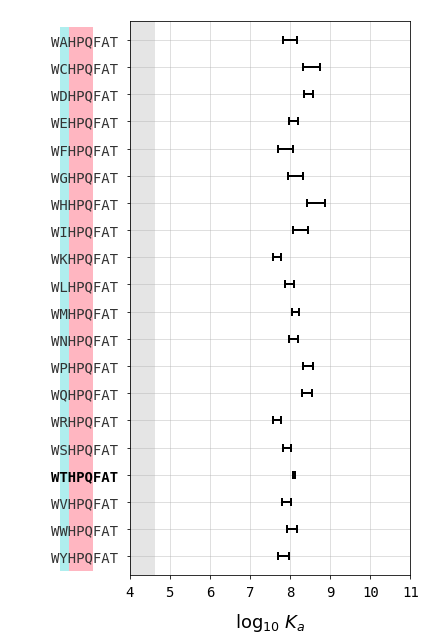 WAHPQFAT
WCHPQFAT
WDHPQFAT
WEHPQFAT
WFHPQFAT
WGHPQFAT
WHHPQFAT
WIHPQFAT
WKHPQFAT
WLHPQFAT
WMHPQFAT
WNHPQFAT
WPHPQFAT
WQHPQFAT
WRHPQFAT
WSHPQFAT
WTHPQFAT
WVHPQFAT
WWHPQFAT
WYHPQFAT
4 5 6 7 8 9 10 11
log₁₀ Kₐ